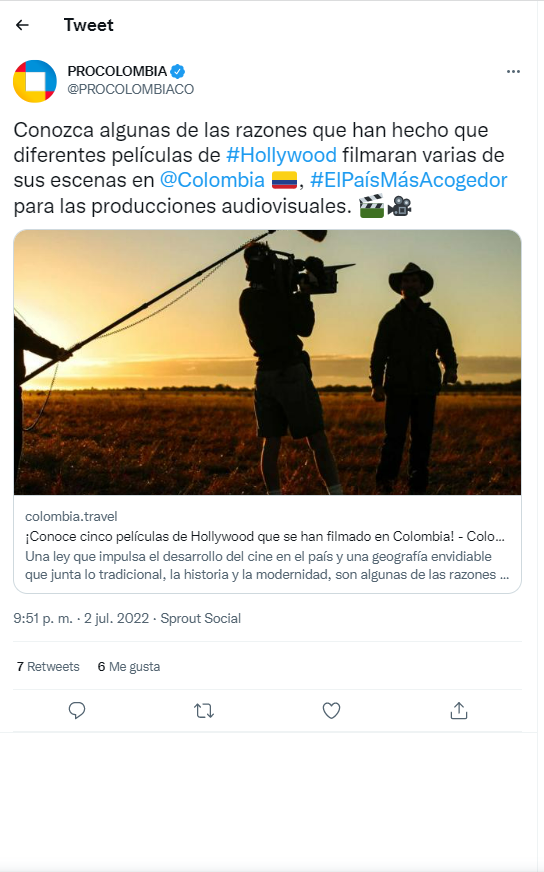 Tweet
PROCOLOMBIA
@PROCOLOMBIACO
Conozca algunas de las razones que han hecho que
diferentes películas de #Hollywood filmaran varias de
sus escenas en @Colombia 🇨🇴, #ElPaísMásAcogedor
para las producciones audiovisuales. 🎬🎥
colombia.travel
¡Conoce cinco películas de Hollywood que se han filmado en Colombia! - Colo...
Una ley que impulsa el desarrollo del cine en el país y una geografía envidiable
que junta lo tradicional, la historia y la modernidad, son algunas de las razones ...
9:51 p. m. · 2 jul. 2022 · Sprout Social
7 Retweets 6 Me gusta